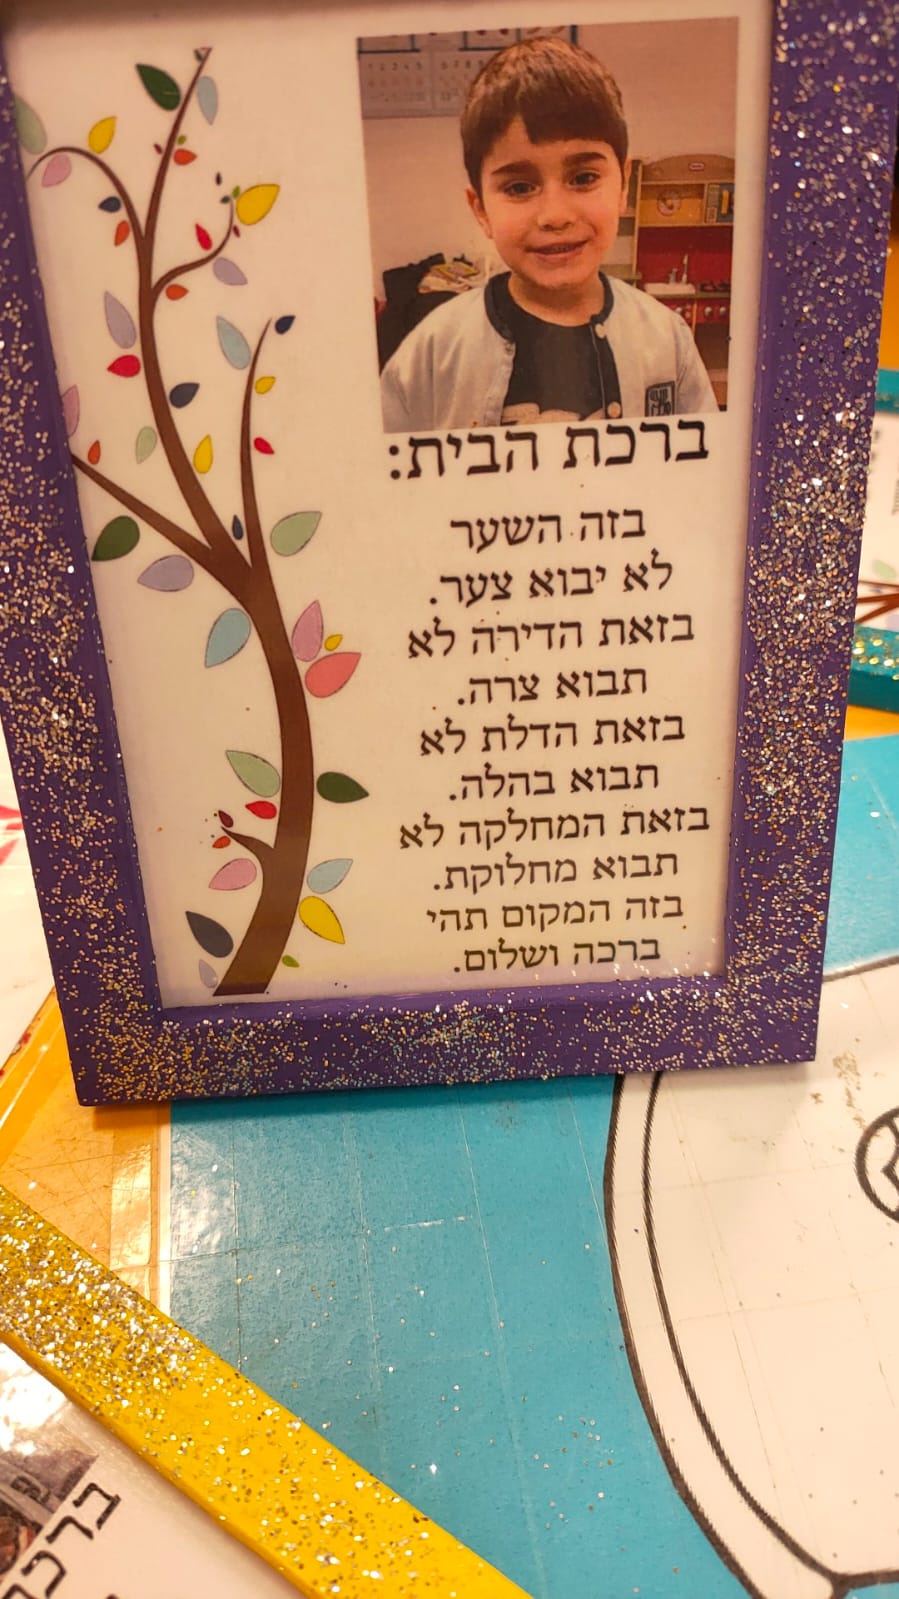 ברכת הבית:
בזה השער
לא יבוא צער.
בזאת הדירה לא
תבוא צרה.
בזאת הדלת לא
תבוא בהלה.
בזאת המחלקה לא
תבוא מחלוקת.
בזה המקום תהי
ברכה ושלום.